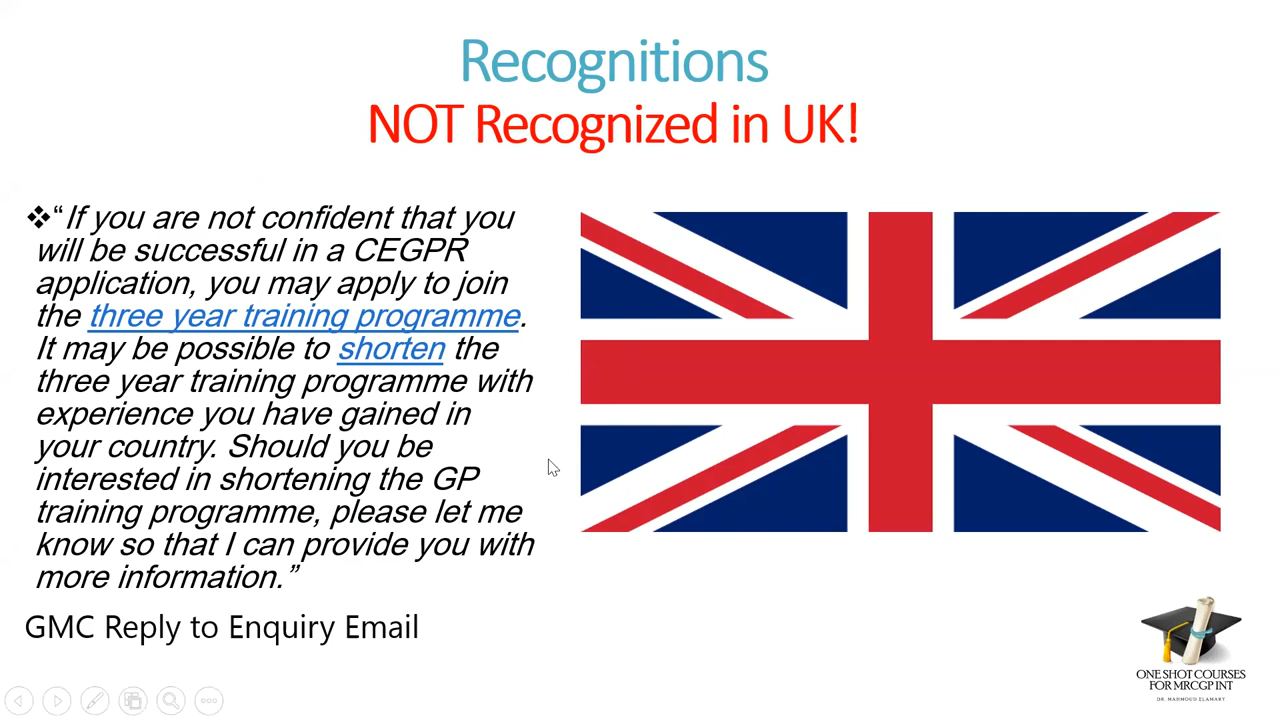 Recognitions
NOT Recognized in UK!
❖“If you are not confident that you
will be successful in a CEGPR
application, you may apply to join
the three year training programme.
It may be possible to shorten the
three year training programme with
experience you have gained in
your country. Should you be
interested in shortening the GP
training programme, please let me
know so that I can provide you with
more information.”
GMC Reply to Enquiry Email
ONE SHOT COURSES
FOR MRCGP INT
DR. MAHMOUD ELAMARY